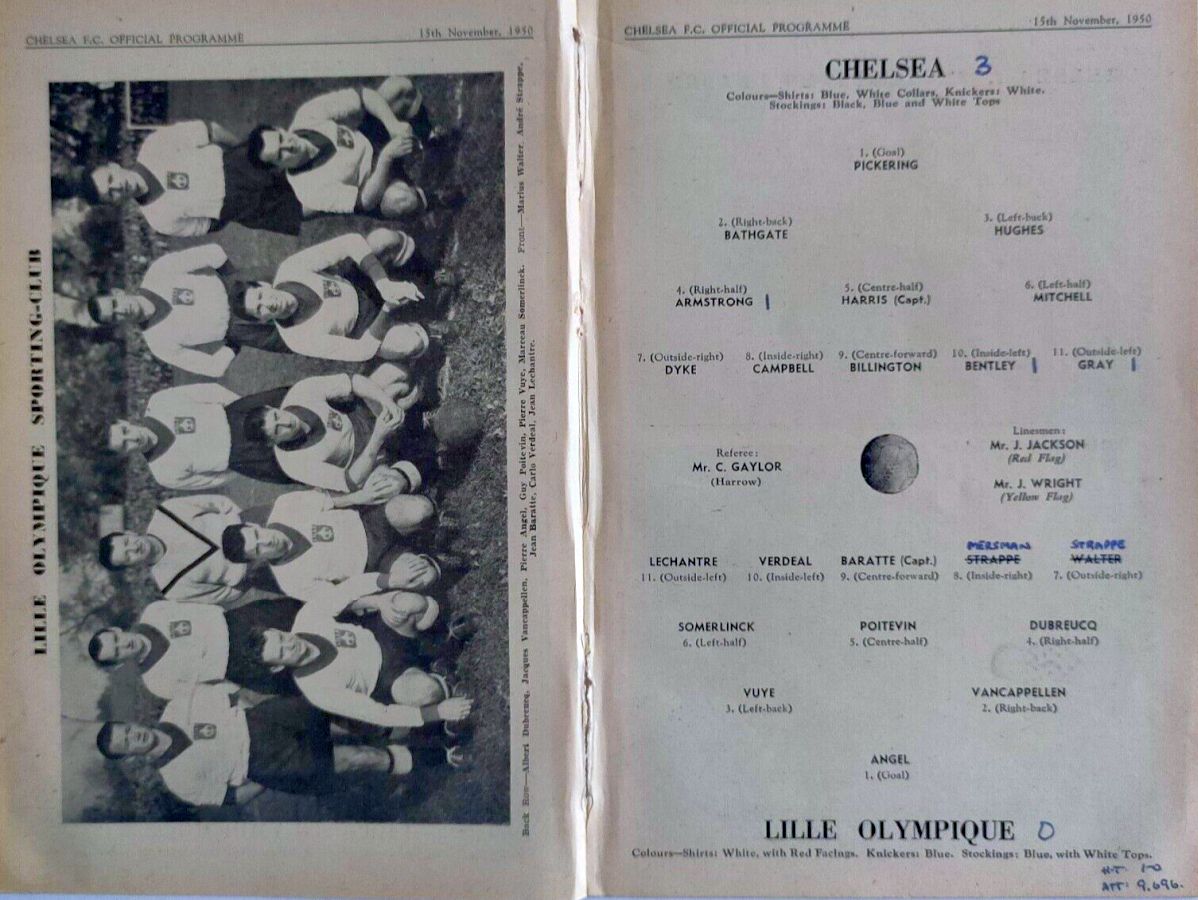 CHELSEA F.C. OFFICIAL PROGRAMME 15th November, 1950
LILLE OLYMPIQUE SPORTING-CLUB
Back Row—Albert Dubreucq, Jacques Vancappellen, Pierre Angel, Guy Poitevin, Pierre Vuye, Marceau Somerlinck. Front—Marius Walter, André Strappe,
Jean Baratte, Carlo Verdeal, Jean Lechantre.
CHELSEA F.C. OFFICIAL PROGRAMME 15th November, 1950
CHELSEA 3
Colours—Shirts: Blue, White Collars, Knickers: White.
Stockings: Black, Blue and White Tops
1. (Goal)
PICKERING
2. (Right-back) 3. (Left-back)
BATHGATE HUGHES
4. (Right-half) 5. (Centre-half) 6. (Left-half)
ARMSTRONG | HARRIS (Capt.) MITCHELL
7. (Outside-right) 8. (Inside-right) 9. (Centre-forward) 10. (Inside-left) 11. (Outside-left)
DYKE CAMPBELL BILLINGTON BENTLEY | GRAY |
Referee:
Mr. C. GAYLOR
(Harrow)
Linesmen:
Mr. J. JACKSON
(Red Flag)
Mr. J. WRIGHT
(Yellow Flag)
MERSMAN STRAPPE
LECHANTRE VERDEAL BARATTE (Capt.) STRAPPE WALTER
11. (Outside-left) 10. (Inside-left) 9. (Centre-forward) 8. (Inside-right) 7. (Outside-right)
SOMERLINCK POITEVIN DUBREUCQ
6. (Left-half) 5. (Centre-half) 4. (Right-half)
VUYE VANCAPPELLEN
3. (Left-back) 2. (Right-back)
ANGEL
1. (Goal)
LILLE OLYMPIQUE 0
Colours—Shirts: White, with Red Facings. Knickers: Blue. Stockings: Blue, with White Tops.
H.T. 1-0
ATT: 9,696.